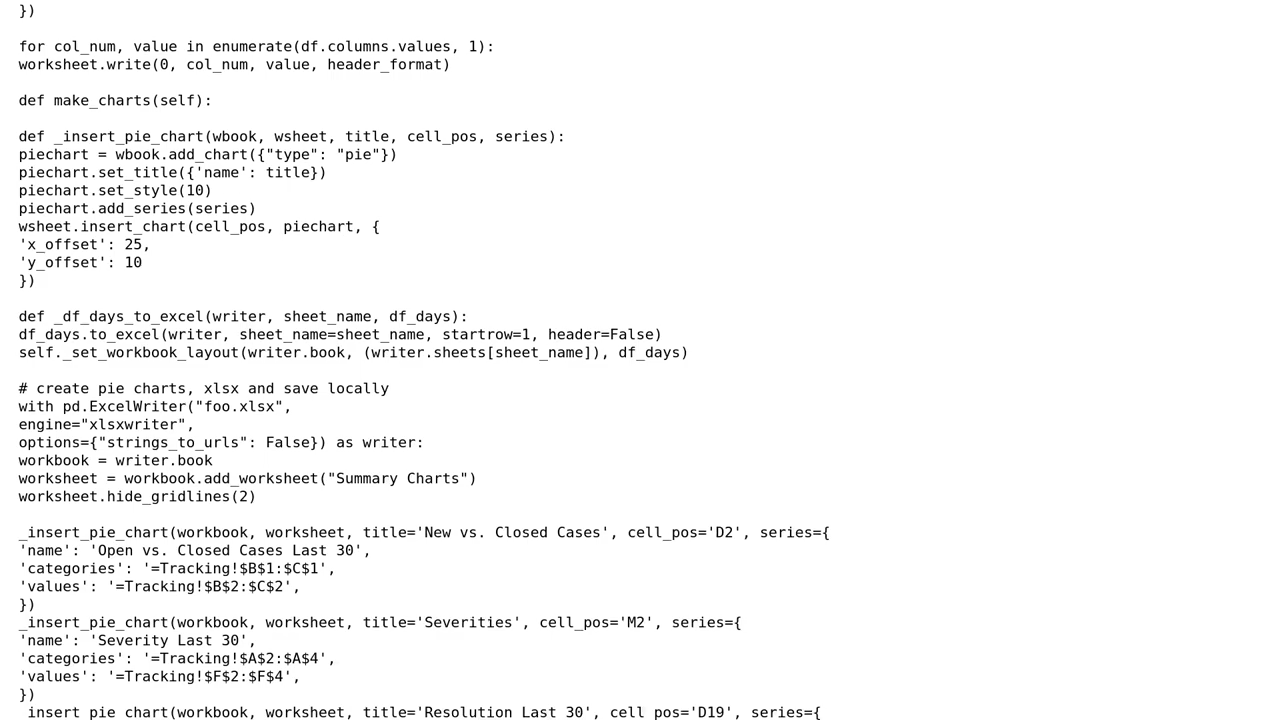 })

for col_num, value in enumerate(df.columns.values, 1):
worksheet.write(0, col_num, value, header_format)

def make_charts(self):

def _insert_pie_chart(wbook, wsheet, title, cell_pos, series):
piechart = wbook.add_chart({"type": "pie"})
piechart.set_title({'name': title})
piechart.set_style(10)
piechart.add_series(series)
wsheet.insert_chart(cell_pos, piechart, {
'x_offset': 25,
'y_offset': 10
})

def _df_days_to_excel(writer, sheet_name, df_days):
df_days.to_excel(writer, sheet_name=sheet_name, startrow=1, header=False)
self._set_workbook_layout(writer.book, (writer.sheets[sheet_name]), df_days)

# create pie charts, xlsx and save locally
with pd.ExcelWriter("foo.xlsx",
engine="xlsxwriter",
options={"strings_to_urls": False}) as writer:
workbook = writer.book
worksheet = workbook.add_worksheet("Summary Charts")
worksheet.hide_gridlines(2)

_insert_pie_chart(workbook, worksheet, title='New vs. Closed Cases', cell_pos='D2', series={
'name': 'Open vs. Closed Cases Last 30',
'categories': '=Tracking!$B$1:$C$1',
'values': '=Tracking!$B$2:$C$2',
})
_insert_pie_chart(workbook, worksheet, title='Severities', cell_pos='M2', series={
'name': 'Severity Last 30',
'categories': '=Tracking!$A$2:$A$4',
'values': '=Tracking!$F$2:$F$4',
})
_insert_pie_chart(workbook, worksheet, title='Resolution Last 30', cell_pos='D19', series={